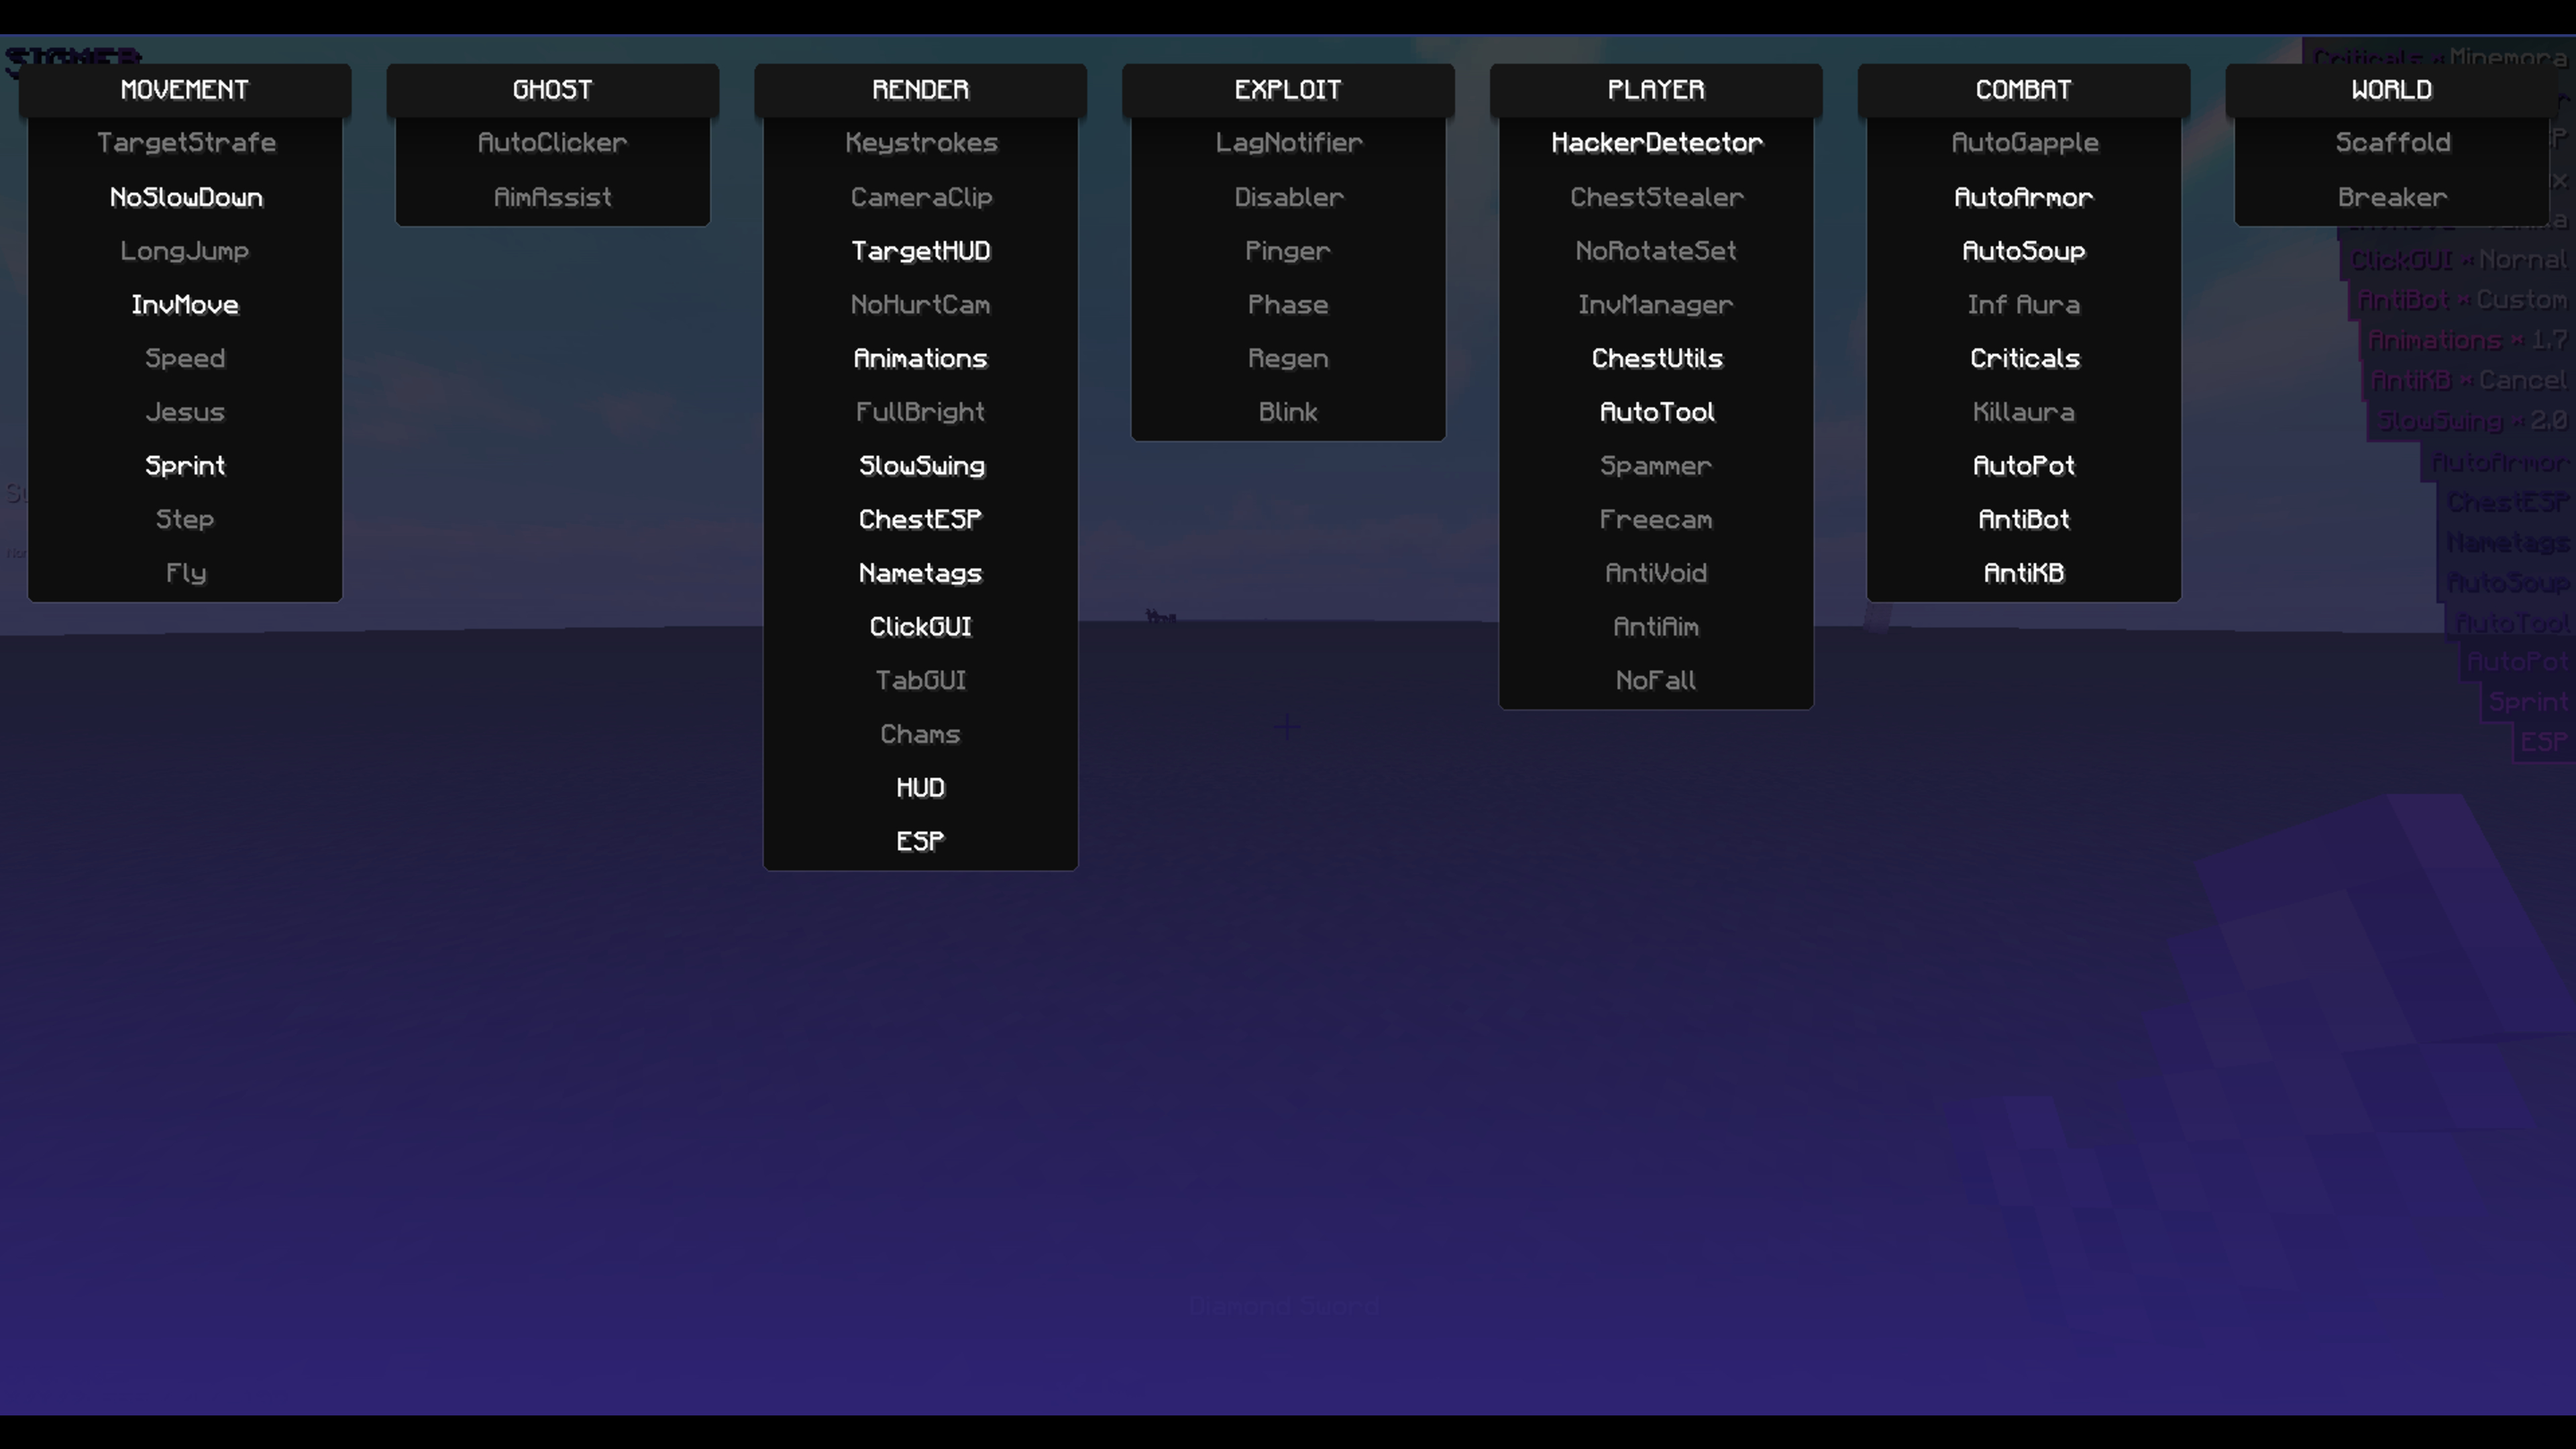 MOVEMENT
TargetStrafe
NoSlowDown
LongJump
InvMove
Speed
Jesus
Sprint
Step
Fly
GHOST
AutoClicker
AimAssist
RENDER
Keystrokes
CameraClip
TargetHUD
NoHurtCam
Animations
FullBright
SlowSwing
ChestESP
Nametags
ClickGUI
TabGUI
Chams
HUD
ESP
EXPLOIT
LagNotifier
Disabler
Pinger
Phase
Regen
Blink
PLAYER
HackerDetector
ChestStealer
NoRotateSet
InvManager
ChestUtils
AutoTool
Spammer
Freecam
AntiVoid
AntiAim
NoFall
COMBAT
AutoGapple
AutoArmor
AutoSoup
Inf Aura
Criticals
Killaura
AutoPot
AntiBot
AntiKB
WORLD
Scaffold
Breaker
Criticals × Minemora
ClickGUI × Normal
AntiBot × Custom
Animations × 1.7
AntiKB × Cancel
SlowSwing × 2.0
AutoArmor
ChestESP
Nametags
AutoSoup
AutoTool
AutoPot
Sprint
ESP
Diamond Sword